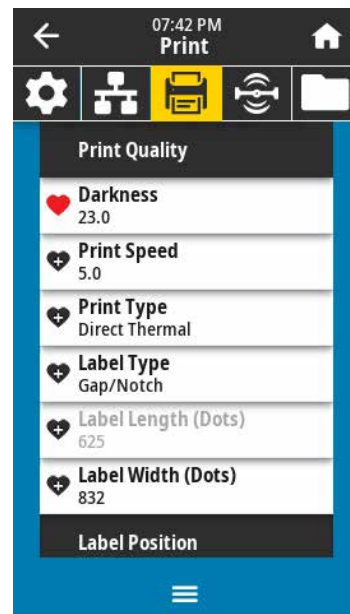 07:42 PM
Print
Print Quality
Darkness
23.0
Print Speed
5.0
Print Type
Direct Thermal
Label Type
Gap/Notch
Label Length (Dots)
625
Label Width (Dots)
832
Label Position